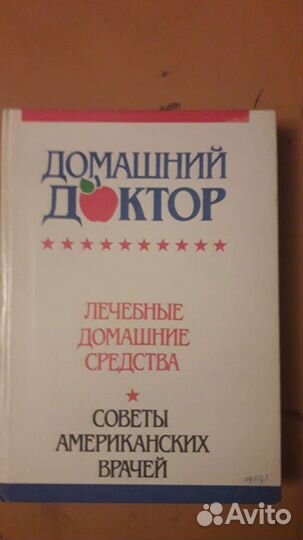 ДОМАШНИЙ
ДОКТОР
ЛЕЧЕБНЫЕ
ДОМАШНИЕ
СРЕДСТВА
СОВЕТЫ
АМЕРИКАНСКИХ
ВРАЧЕЙ
Avito